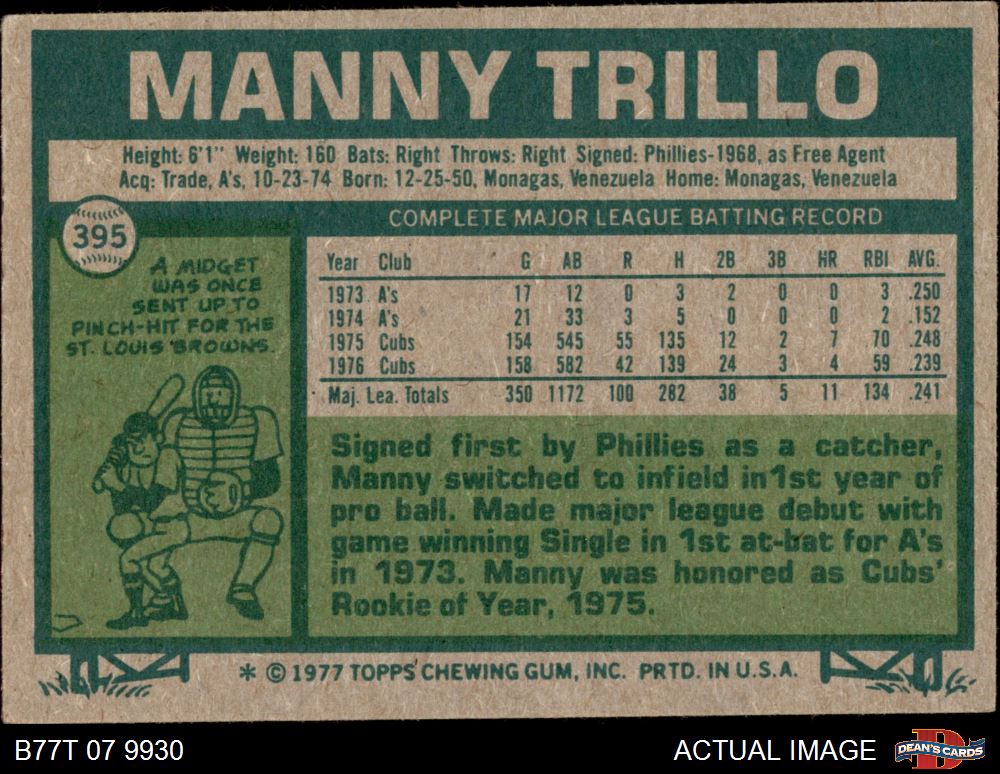 MANNY TRILLO
Height: 6'1" Weight: 160 Bats: Right Throws: Right Signed: Phillies-1968, as Free Agent
Acq: Trade, A's, 10-23-74 Born: 12-25-50, Monagas, Venezuela Home: Monagas, Venezuela
395
A MIDGET
WAS ONCE
SENT UP TO
PINCH-HIT FOR THE
ST. LOUIS BROWNS.
COMPLETE MAJOR LEAGUE BATTING RECORD
Year Club G AB R H 2B 3B HR RBI AVG.
1973 A's 17 12 0 3 2 0 0 3 .250
1974 A's 21 33 3 5 0 0 0 2 .152
1975 Cubs 154 545 55 135 12 2 7 70 .248
1976 Cubs 158 582 42 139 24 3 4 59 .239
Maj. Lea. Totals 350 1172 100 282 38 5 11 134 .241
Signed first by Phillies as a catcher,
Manny switched to infield in 1st year of
pro ball. Made major league debut with
game winning Single in 1st at-bat for A's
in 1973. Manny was honored as Cubs'
Rookie of Year, 1975.
* © 1977 TOPPS CHEWING GUM, INC. PRTD. IN U.S.A.
B77T 07 9930
ACTUAL IMAGE
DEAN'S CARDS